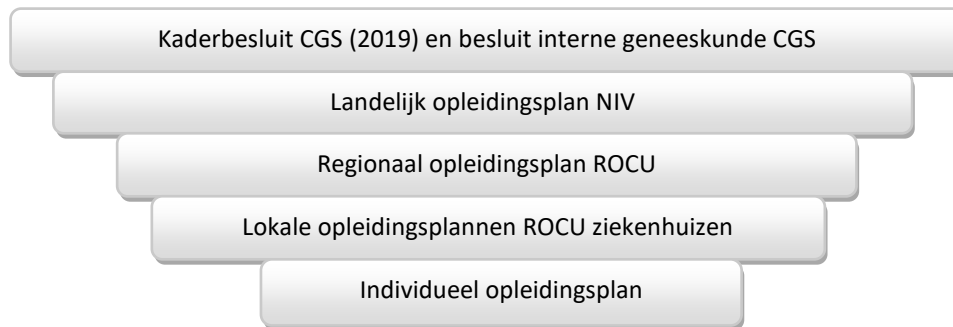 Kaderbesluit CGS (2019) en besluit interne geneeskunde CGS
Landelijk opleidingsplan NIV
Regionaal opleidingsplan ROCU
Lokale opleidingsplannen ROCU ziekenhuizen
Individueel opleidingsplan